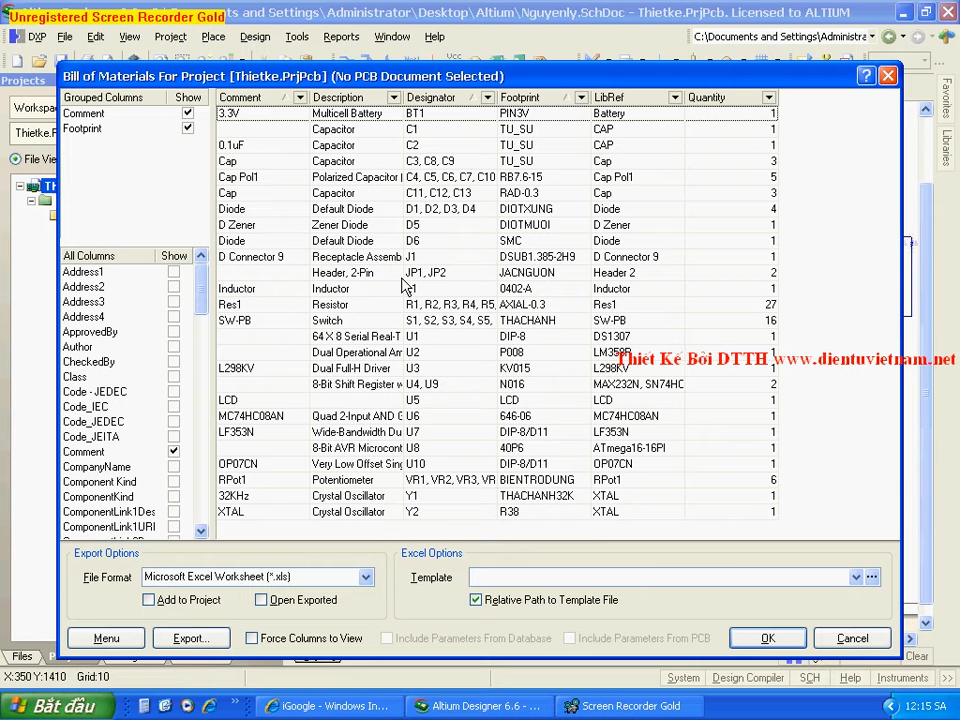 Unregistered Screen Recorder Gold
and Settings\Administrator\Desktop\Altium\Nguyenly.SchDoc - Thietke.PrjPcb. Licensed to ALTIUM
DXP File Edit View Project Place Design Tools Reports Window Help C:\Documents and Settings\Administra
Projects
Workspac
Thietke.Pr
File View
Favorites
Libraries
Bill of Materials For Project [Thietke.PrjPcb] (No PCB Document Selected)
Grouped Columns Show
Comment
Footprint
All Columns Show
Address1
Address2
Address3
Address4
ApprovedBy
Author
CheckedBy
Class
Code - JEDEC
Code_IEC
Code_JEDEC
Code_JEITA
Comment
CompanyName
Component Kind
ComponentKind
ComponentLink1Des
ComponentLink1URI
Comment Description Designator Footprint LibRef Quantity
3.3V Multicell Battery BT1 PIN3V Battery 1
Capacitor C1 TU_SU CAP 1
0.1uF Capacitor C2 TU_SU CAP 1
Cap Capacitor C3, C8, C9 TU_SU Cap 3
Cap Pol1 Polarized Capacitor C4, C5, C6, C7, C10 RB7.6-15 Cap Pol1 5
Cap Capacitor C11, C12, C13 RAD-0.3 Cap 3
Diode Default Diode D1, D2, D3, D4 DIOTXUNG Diode 4
D Zener Zener Diode D5 DIOTMUOI D Zener 1
Diode Default Diode D6 SMC Diode 1
D Connector 9 Receptacle Assemb J1 DSUB1.385-2H9 D Connector 9 1
Header, 2-Pin JP1, JP2 JACNGUON Header 2 2
Inductor Inductor 0402-A Inductor 1
Res1 Resistor R1, R2, R3, R4, R5, AXIAL-0.3 Res1 27
SW-PB Switch S1, S2, S3, S4, S5, THACHANH SW-PB 16
64 X 8 Serial Real-T U1 DIP-8 DS1307 1
Dual Operational Am U2 P008 LM358P 1
L298KV Dual Full-H Driver U3 KV015 L298KV 1
8-Bit Shift Register w U4, U9 N016 MAX232N, SN74HC 2
LCD U5 LCD LCD 1
MC74HC08AN Quad 2-Input AND G U6 646-06 MC74HC08AN 1
LF353N Wide-Bandwidth Du U7 DIP-8/D11 LF353N 1
8-Bit AVR Microcont U8 40P6 ATmega16-16PI 1
OP07CN Very Low Offset Sing U10 DIP-8/D11 OP07CN 1
RPot1 Potentiometer VR1, VR2, VR3, VR BIENTRODUNG RPot1 6
32KHz Crystal Oscillator Y1 THACHANH32K XTAL 1
XTAL Crystal Oscillator Y2 R38 XTAL 1
Thiết Kế Bởi DTTH www.dientuvietnam.net
Export Options
File Format Microsoft Excel Worksheet (*.xls)
Add to Project Open Exported
Excel Options
Template
Relative Path to Template File
Menu Export... Force Columns to View Include Parameters From Database Include Parameters From PCB OK Cancel
Files Clear
X:350 Y:1410 Grid:10 System Design Compiler SCH Help Instruments >>
Bắt đầu iGoogle - Windows In... Altium Designer 6.6 - ... Screen Recorder Gold 12:15 SA